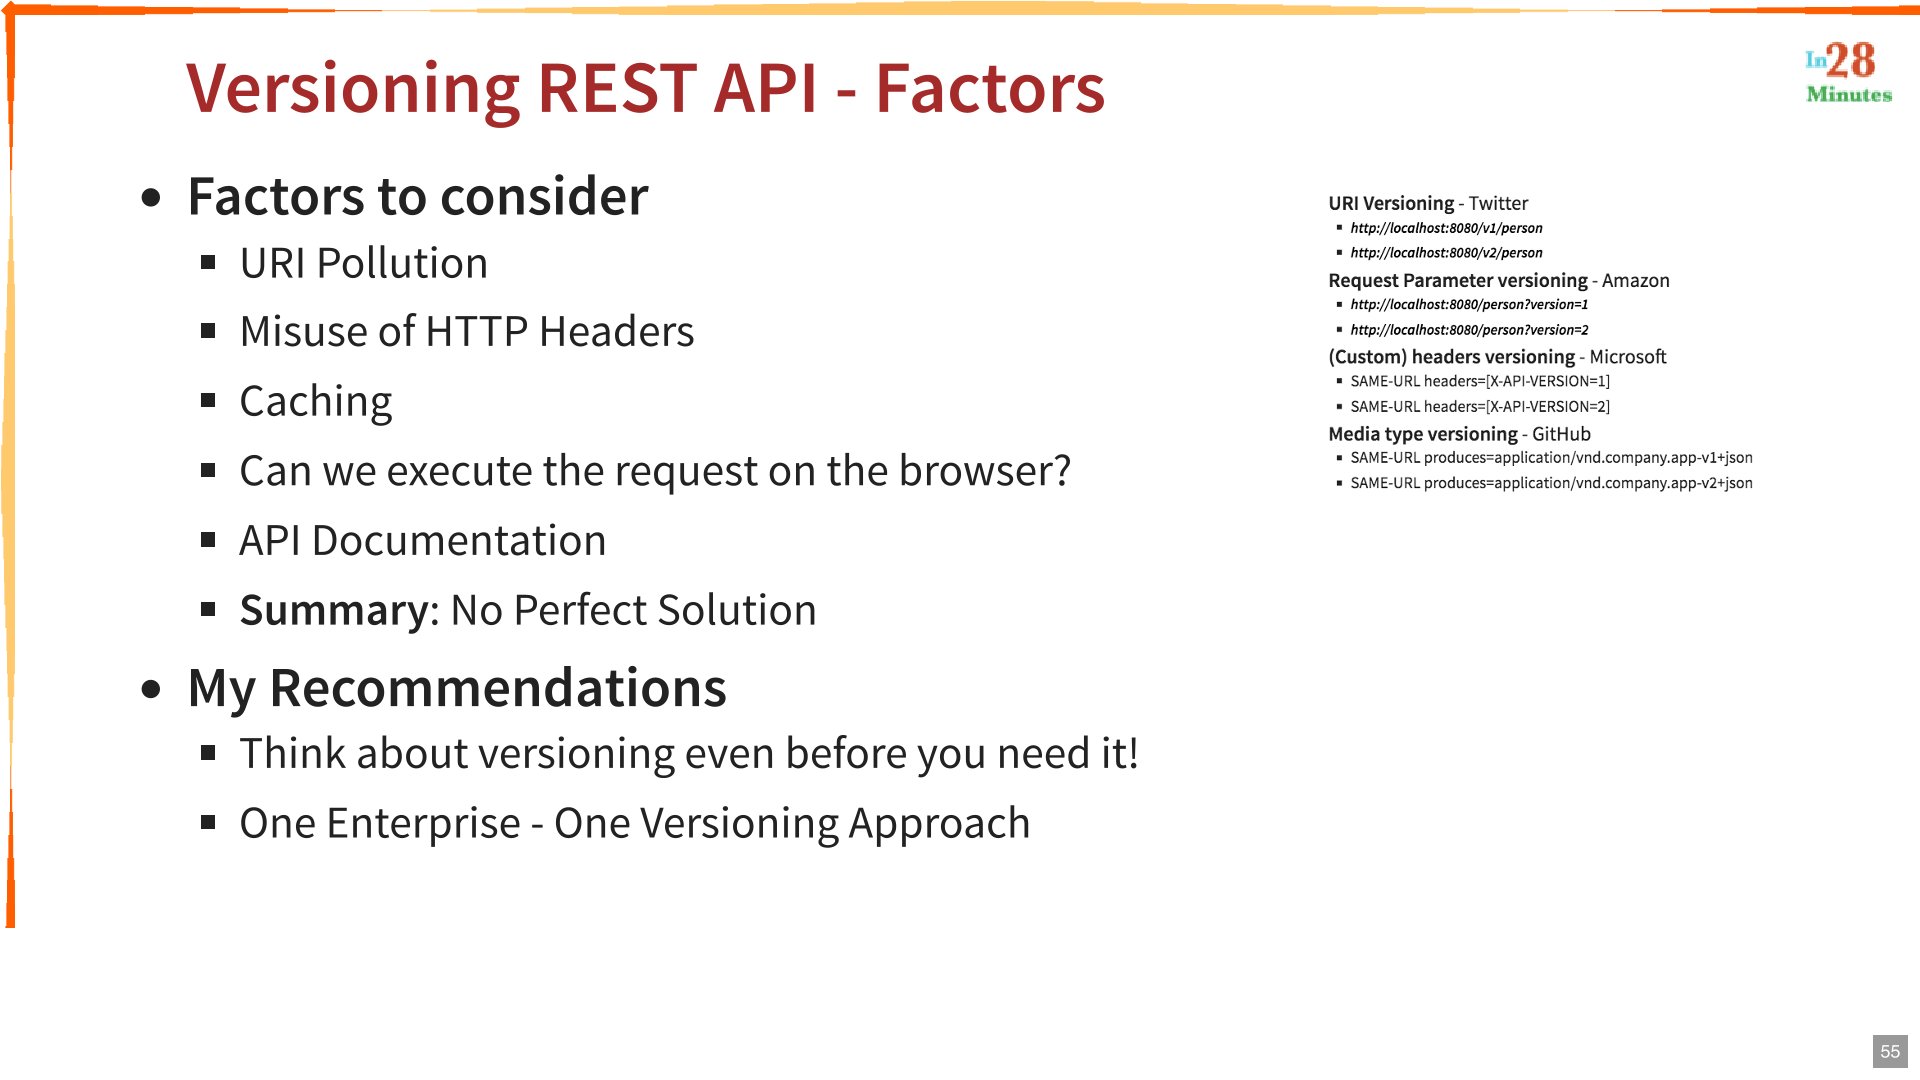 Versioning REST API - Factors
In28
Minutes
Factors to consider
URI Pollution
Misuse of HTTP Headers
Caching
Can we execute the request on the browser?
API Documentation
Summary: No Perfect Solution
My Recommendations
Think about versioning even before you need it!
One Enterprise - One Versioning Approach
URI Versioning - Twitter
http://localhost:8080/v1/person
http://localhost:8080/v2/person
Request Parameter versioning - Amazon
http://localhost:8080/person?version=1
http://localhost:8080/person?version=2
(Custom) headers versioning - Microsoft
SAME-URL headers=[X-API-VERSION=1]
SAME-URL headers=[X-API-VERSION=2]
Media type versioning - GitHub
SAME-URL produces=application/vnd.company.app-v1+json
SAME-URL produces=application/vnd.company.app-v2+json
55